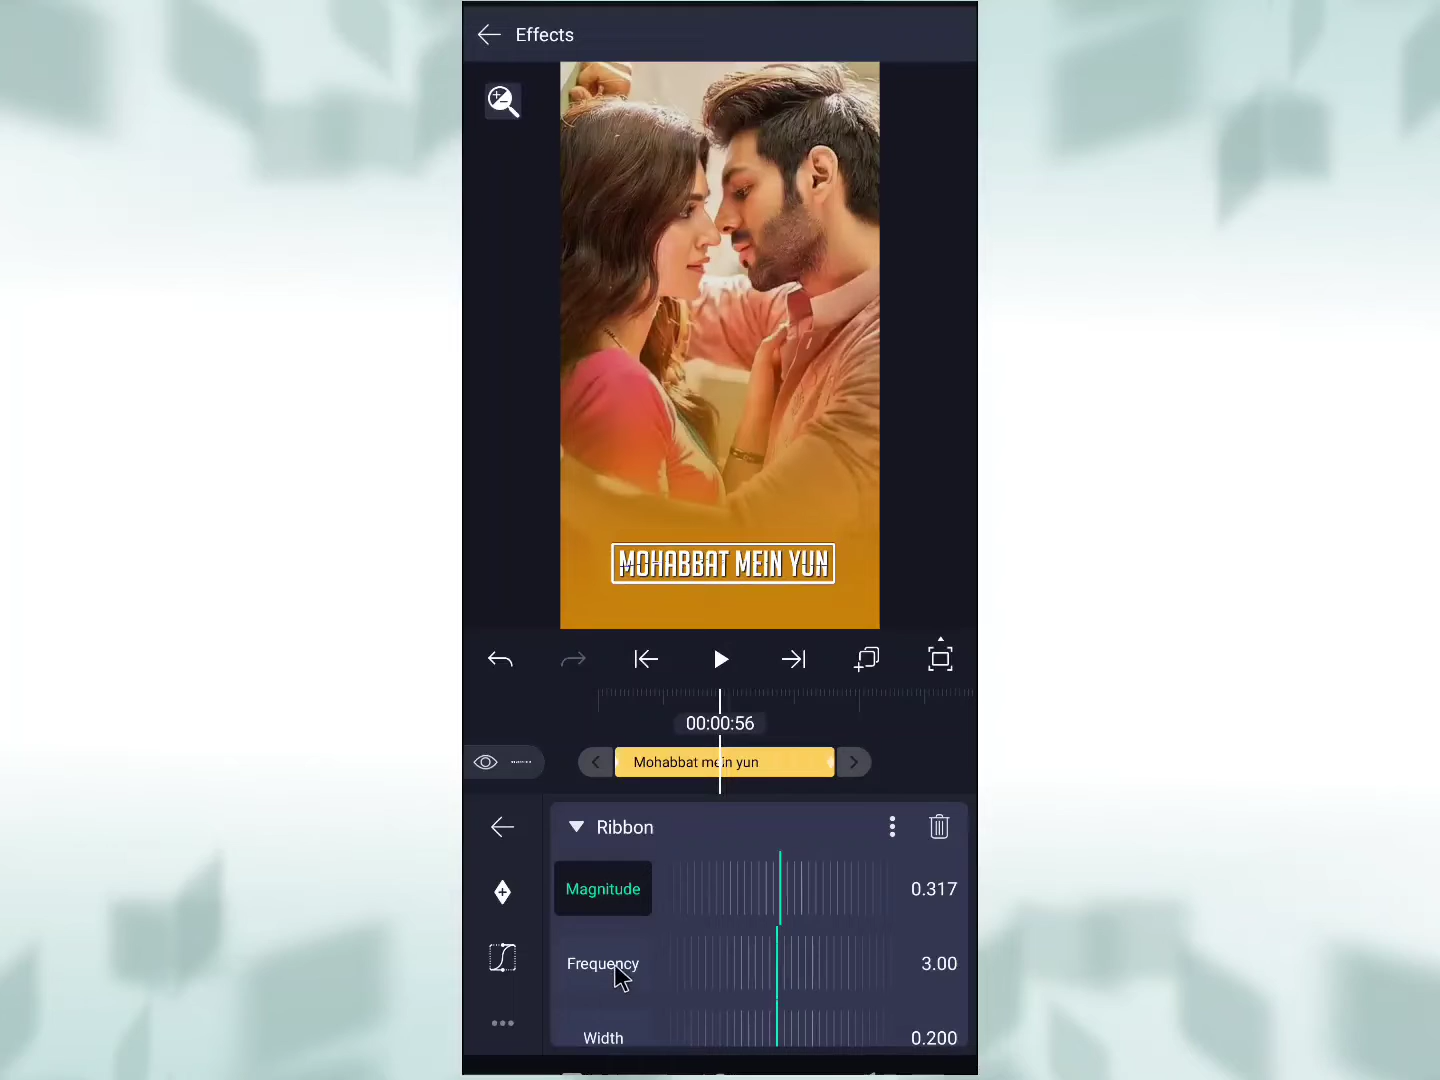 Effects
MOHABBAT MEIN YUN
00:00:56
Mohabbat mein yun
Ribbon
Magnitude 0.317
Frequency 3.00
Width 0.200